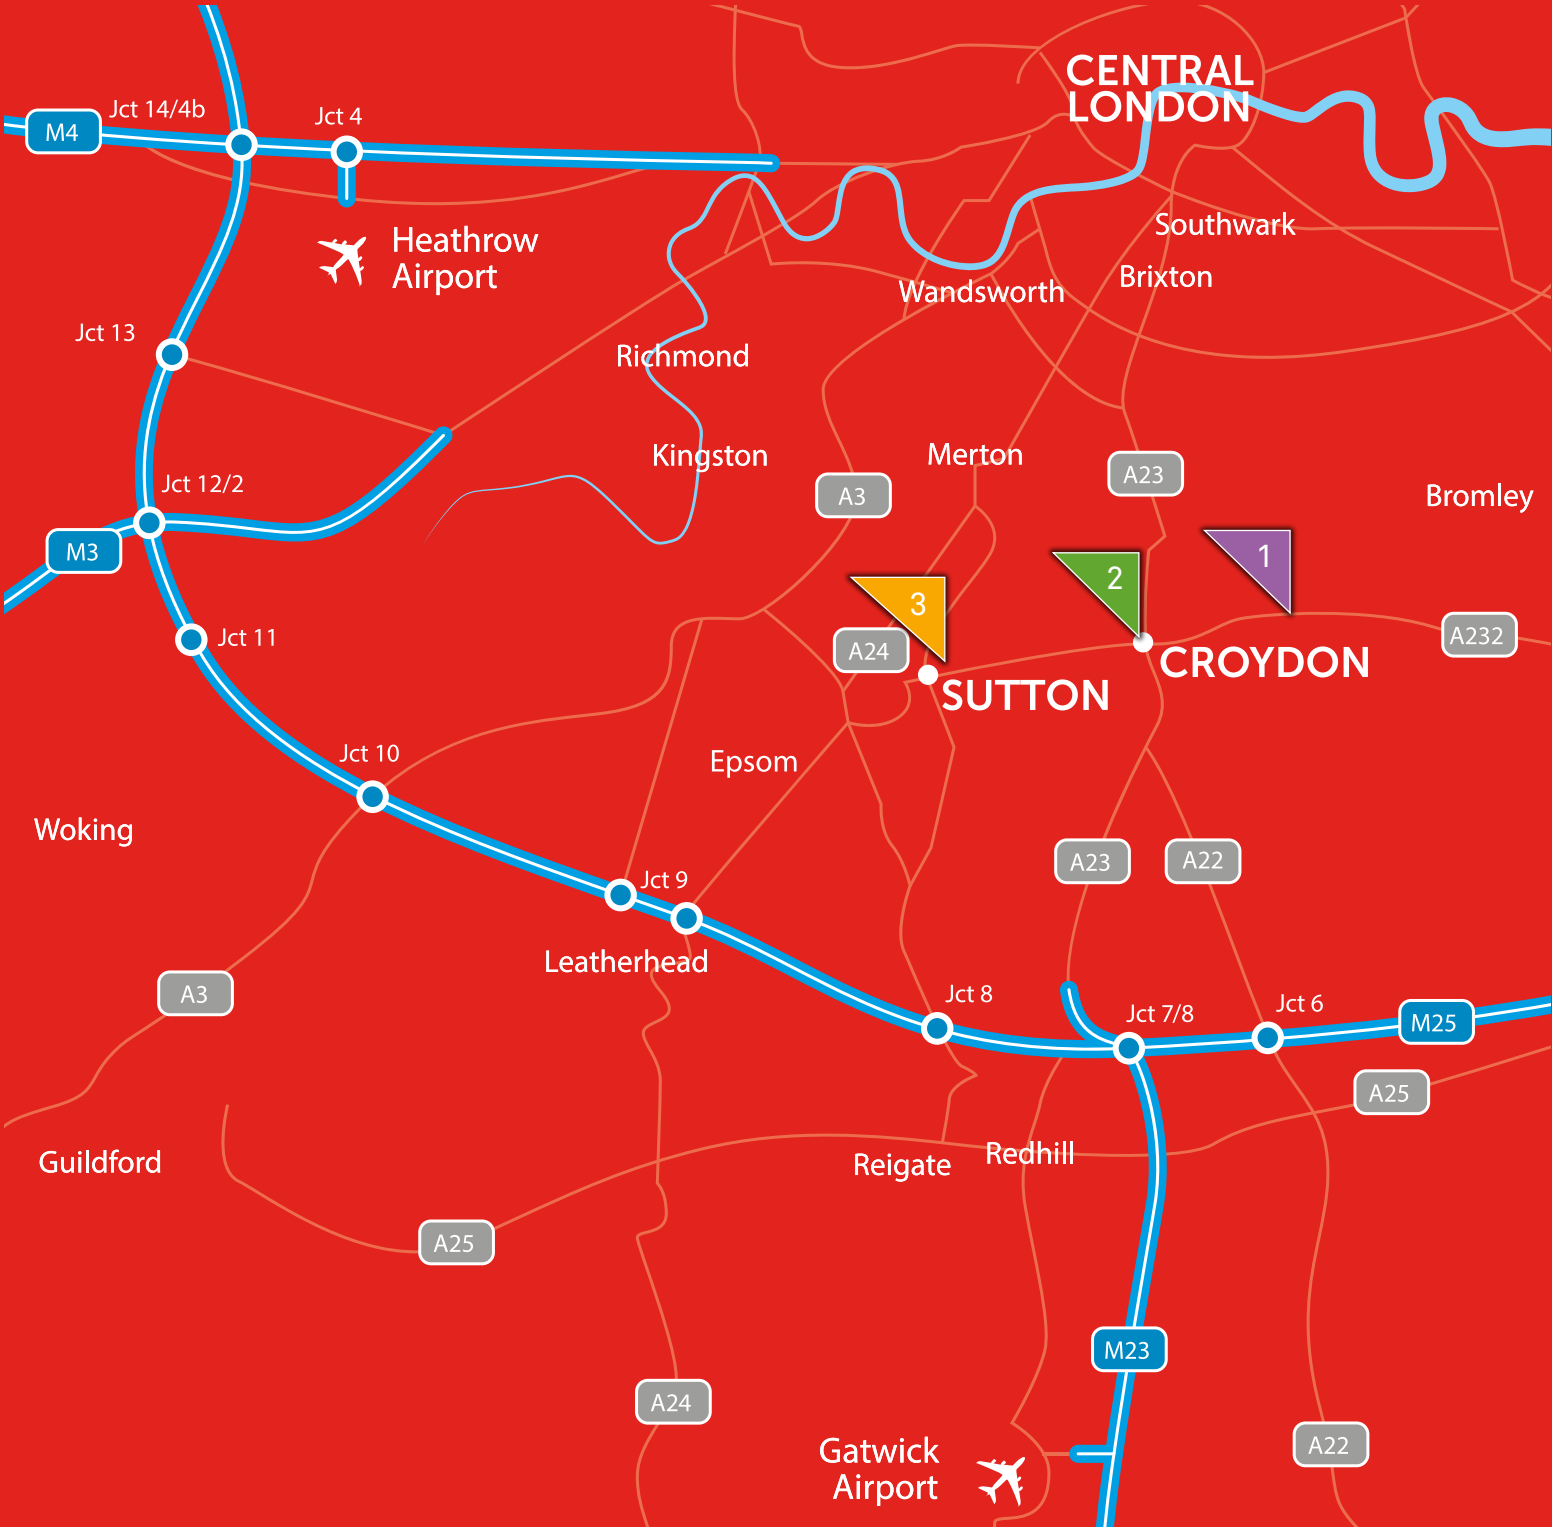 CENTRAL
LONDON
Jct 14/4b
Jct 4
M4
Heathrow
Airport
Southwark
Brixton
Wandsworth
Jct 13
Richmond
Kingston
Merton
A23
Jct 12/2
A3
Bromley
M3
1
2
3
Jct 11
A24
A232
CROYDON
SUTTON
Jct 10
Epsom
Woking
A23
A22
Jct 9
Leatherhead
A3
Jct 8
Jct 7/8
Jct 6
M25
A25
Guildford
Reigate
Redhill
A25
M23
A24
A22
Gatwick
Airport